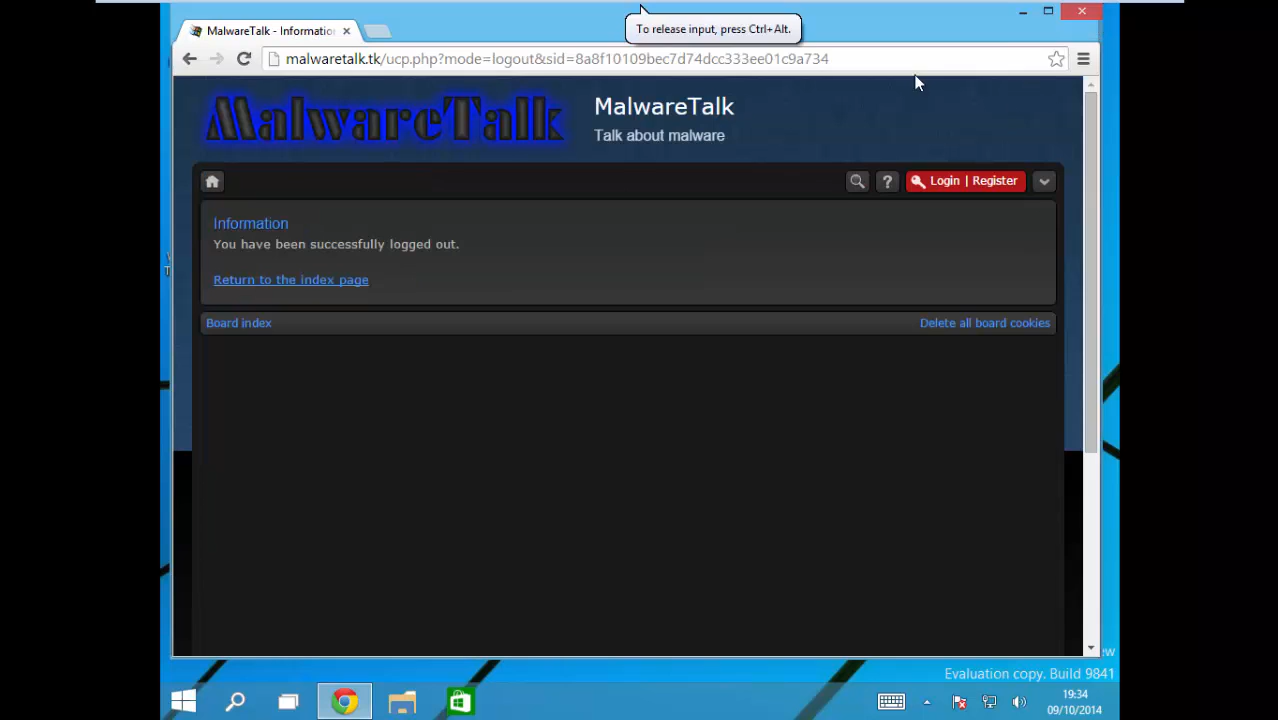 To release input, press Ctrl+Alt.
MalwareTalk - Informatio
malwaretalk.tk/ucp.php?mode=logout&sid=8a8f10109bec7d74dcc333ee01c9a734
MalwareTalk
MalwareTalk
Talk about malware
? Login | Register
Information
You have been successfully logged out.
Return to the index page
Board index
Delete all board cookies
Evaluation copy. Build 9841
19:34
09/10/2014